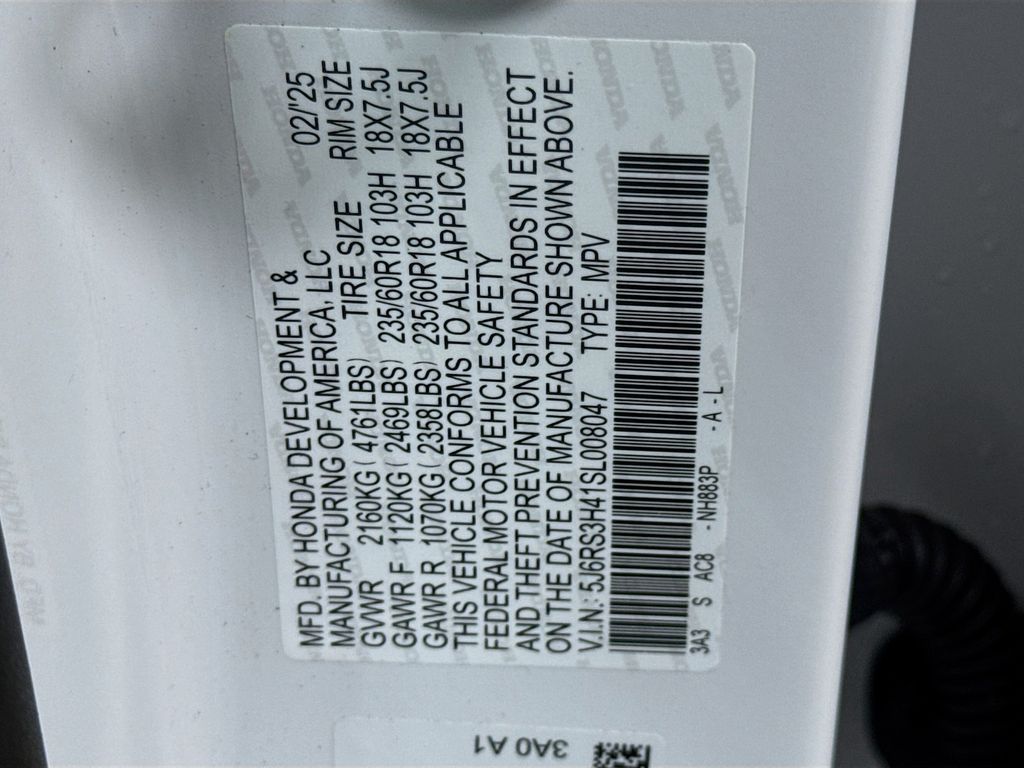 MFD. BY HONDA DEVELOPMENT &
MANUFACTURING OF AMERICA, LLC 02/'25
GVWR 2160KG ( 4761LBS) TIRE SIZE RIM SIZE
GAWR F 1120KG ( 2469LBS) 235/60R18 103H 18X7.5J
GAWR R 1070KG ( 2358LBS) 235/60R18 103H 18X7.5J
THIS VEHICLE CONFORMS TO ALL APPLICABLE
FEDERAL MOTOR VEHICLE SAFETY
AND THEFT PREVENTION STANDARDS IN EFFECT
ON THE DATE OF MANUFACTURE SHOWN ABOVE.
V.I.N.: 5J6RS3H41SL008047 TYPE: MPV
3A3 S AC8 - NH883P - A - L
3A0 A1